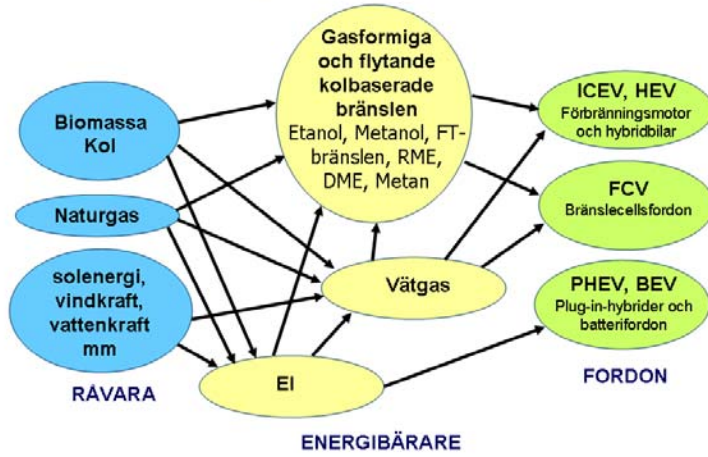 Gasformiga
och flytande
kolbaserade
bränslen
Etanol, Metanol, FT-
bränslen, RME,
DME, Metan
Biomassa
Kol
Naturgas
solenergi,
vindkraft,
vattenkraft
mm
Vätgas
El
ICEV, HEV
Förbränningsmotor
och hybridbilar
FCV
Bränslecellsfordon
PHEV, BEV
Plug-in-hybrider och
batterifordon
RÅVARA
ENERGIBÄRARE
FORDON